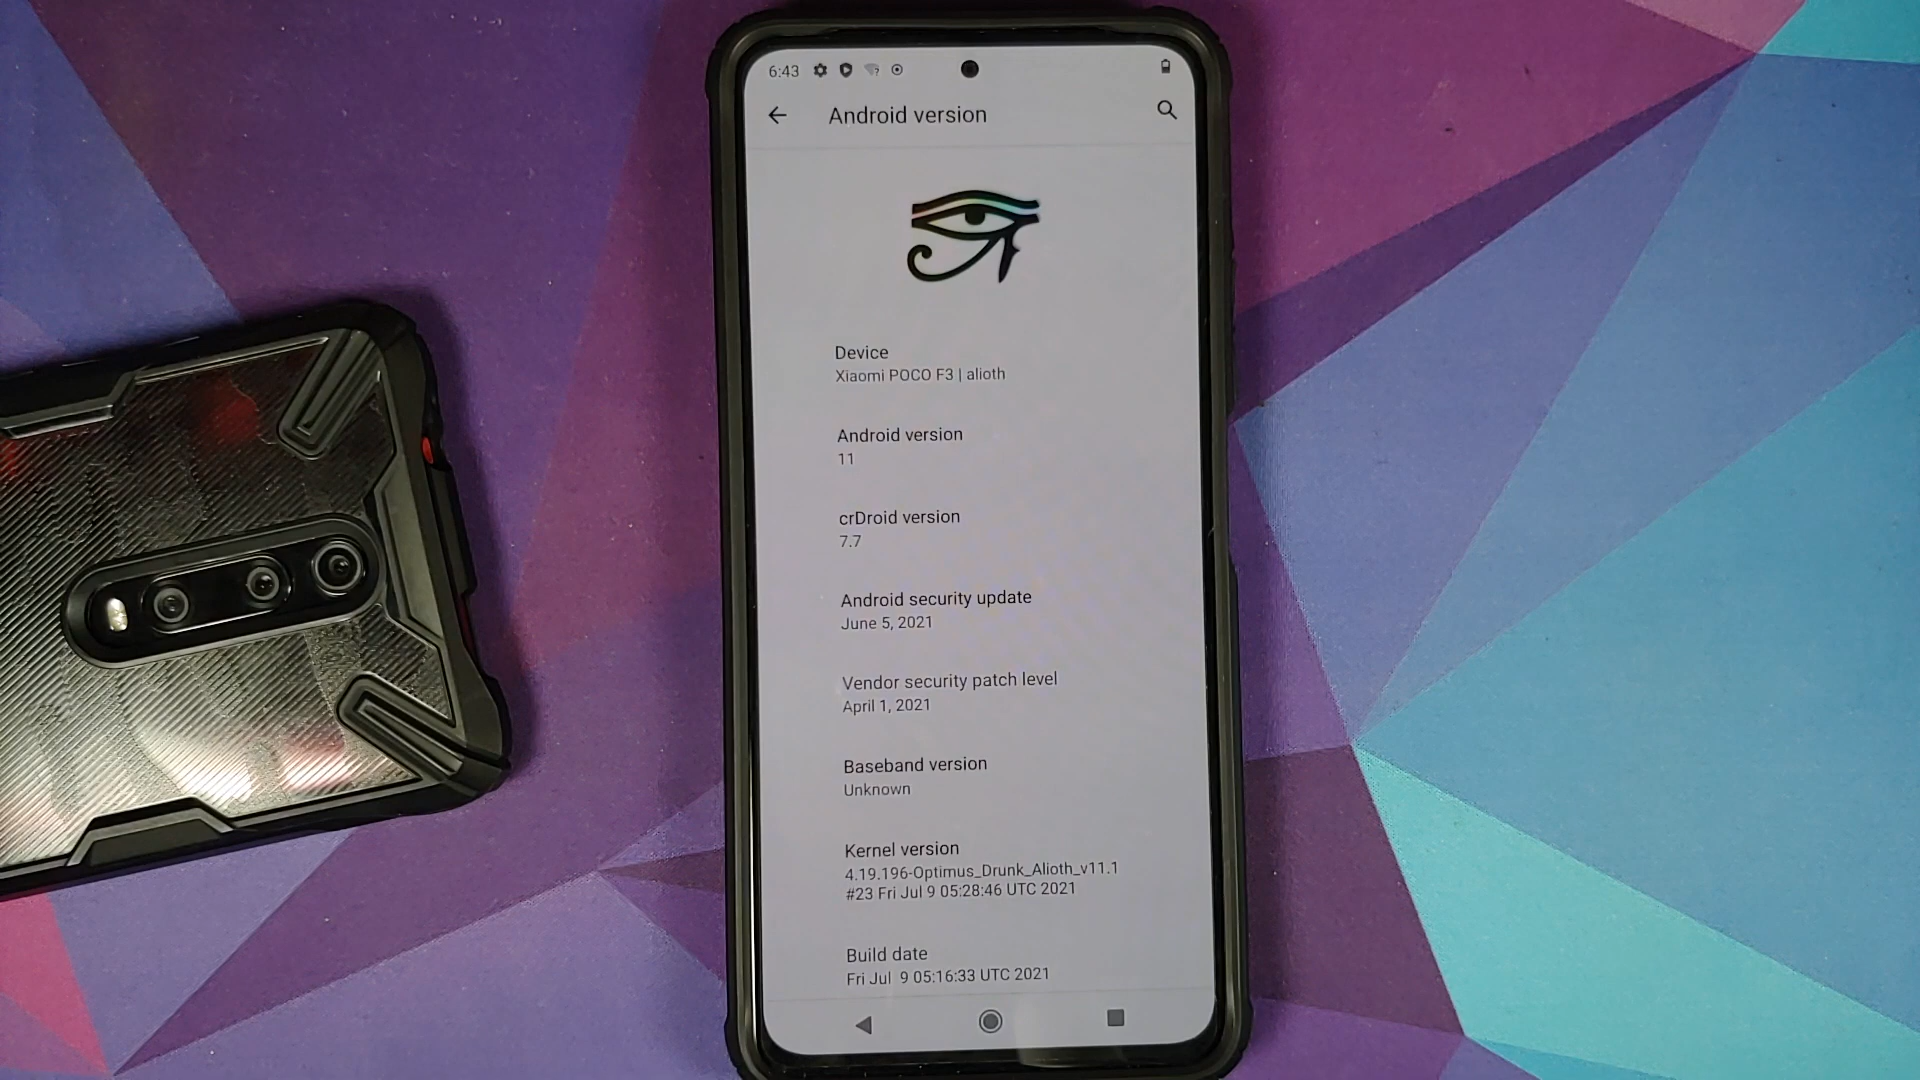 6:43
Android version
Device
Xiaomi POCO F3 | alioth
Android version
11
crDroid version
7.7
Android security update
June 5, 2021
Vendor security patch level
April 1, 2021
Baseband version
Unknown
Kernel version
4.19.196-Optimus_Drunk_Alioth_v11.1
#23 Fri Jul 9 05:28:46 UTC 2021
Build date
Fri Jul  9 05:16:33 UTC 2021